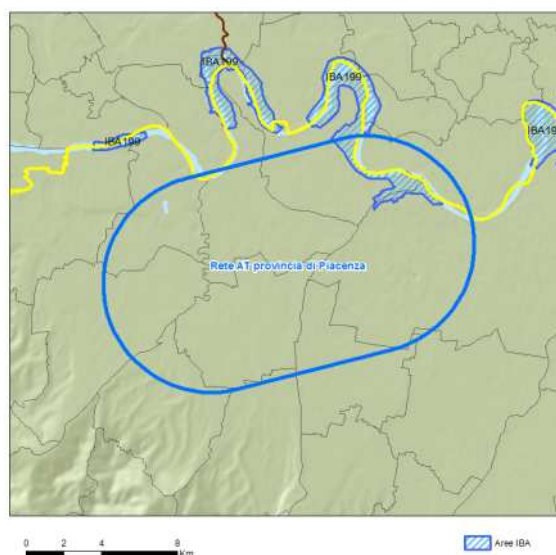 IBA199
IBA199
IBA199
IBA19
Rete AT provincia di Piacenza
0 2 4 8
Km
Aree IBA